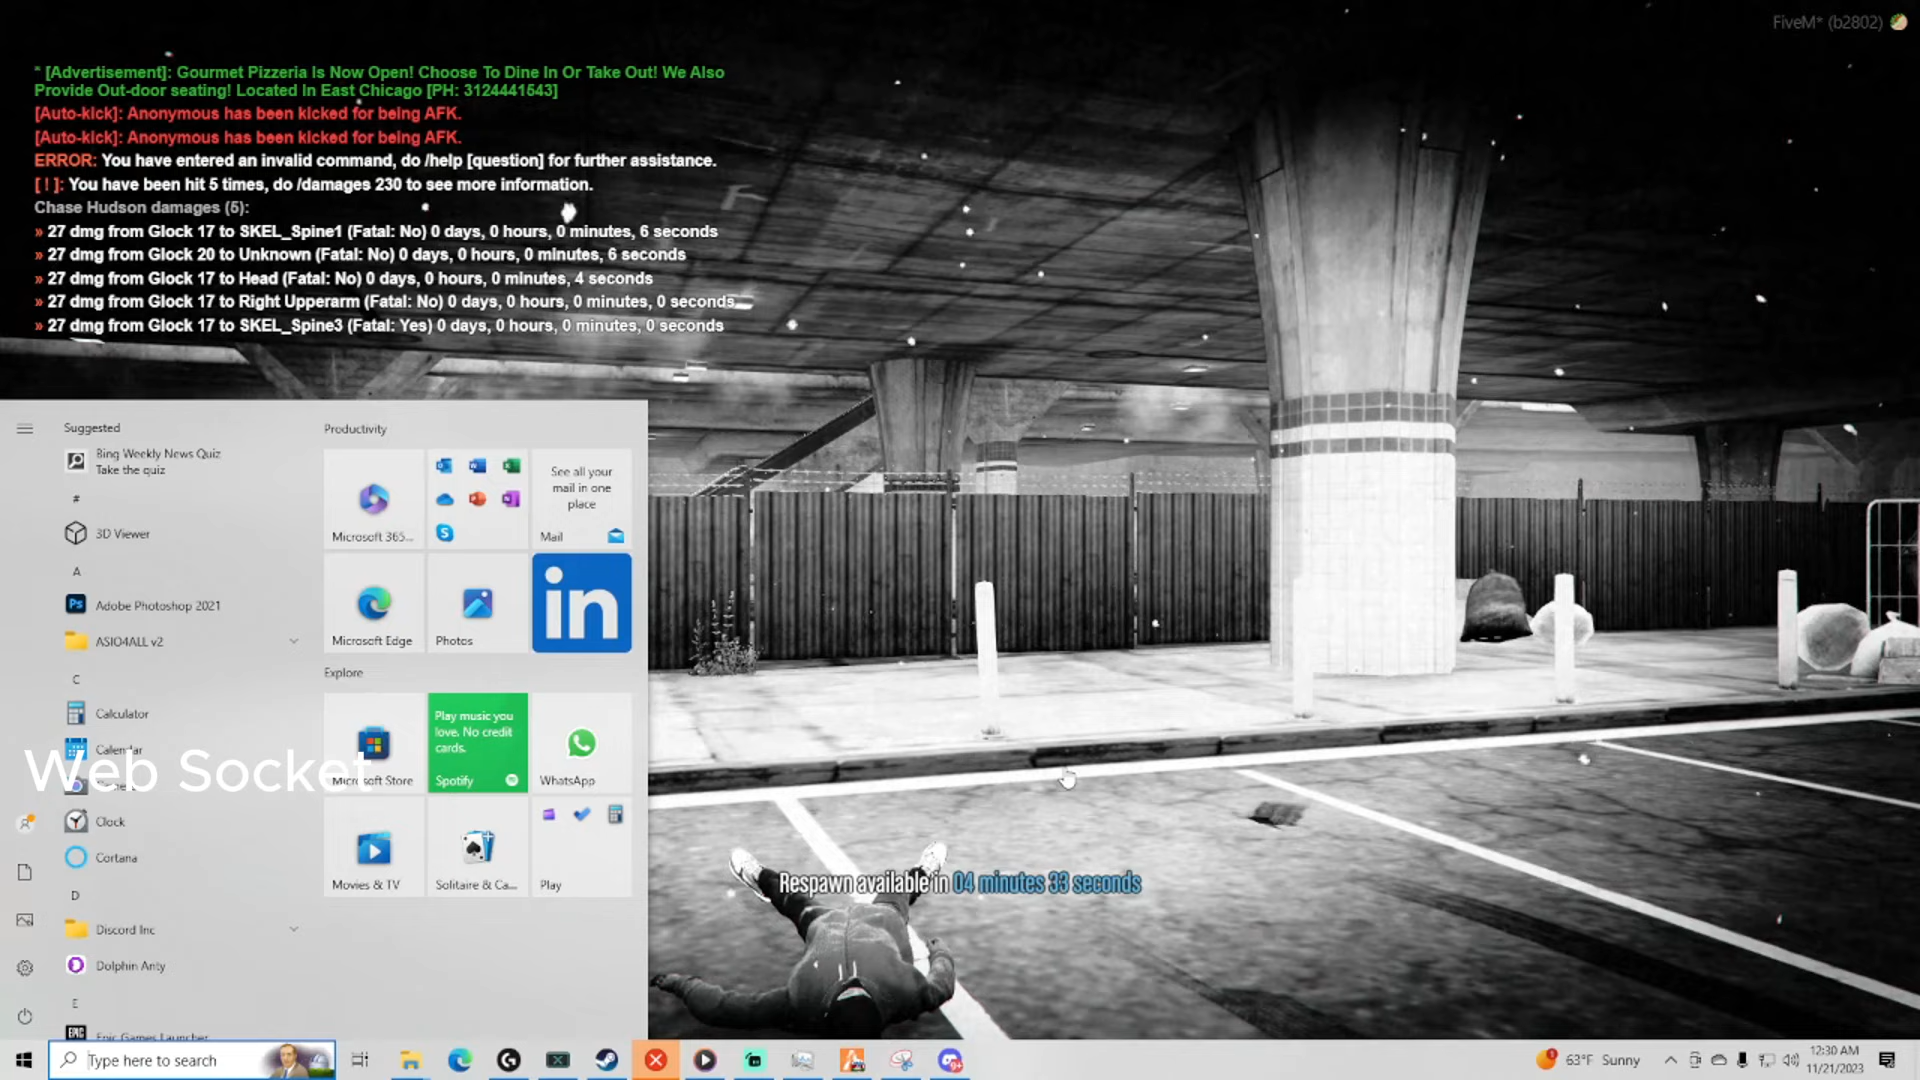 FiveM* (b2802)
* [Advertisement]: Gourmet Pizzeria Is Now Open! Choose To Dine In Or Take Out! We Also
Provide Out-door seating! Located In East Chicago [PH: 3124441543]
[Auto-kick]: Anonymous has been kicked for being AFK.
[Auto-kick]: Anonymous has been kicked for being AFK.
ERROR: You have entered an invalid command, do /help [question] for further assistance.
[ ! ]: You have been hit 5 times, do /damages 230 to see more information.
Chase Hudson damages (5):
» 27 dmg from Glock 17 to SKEL_Spine1 (Fatal: No) 0 days, 0 hours, 0 minutes, 6 seconds
» 27 dmg from Glock 20 to Unknown (Fatal: No) 0 days, 0 hours, 0 minutes, 6 seconds
» 27 dmg from Glock 17 to Head (Fatal: No) 0 days, 0 hours, 0 minutes, 4 seconds
» 27 dmg from Glock 17 to Right Upperarm (Fatal: No) 0 days, 0 hours, 0 minutes, 0 seconds
» 27 dmg from Glock 17 to SKEL_Spine3 (Fatal: Yes) 0 days, 0 hours, 0 minutes, 0 seconds
Suggested
Bing Weekly News Quiz
Take the quiz
#
3D Viewer
A
Ps Adobe Photoshop 2021
ASIO4ALL v2
C
Calculator
Calendar
Web Socket
Clock
Cortana
D
Discord Inc
Dolphin Anty
E
EPIC Epic Games Launcher
Productivity
See all your
mail in one
place
Microsoft 365...
Mail
Microsoft Edge
Photos
in
Explore
Play music you
love. No credit
cards.
Microsoft Store
Spotify
WhatsApp
Movies & TV
Solitaire & Ca...
Play
Respawn available in 04 minutes 33 seconds
Type here to search
63°F Sunny
12:30 AM
11/21/2023